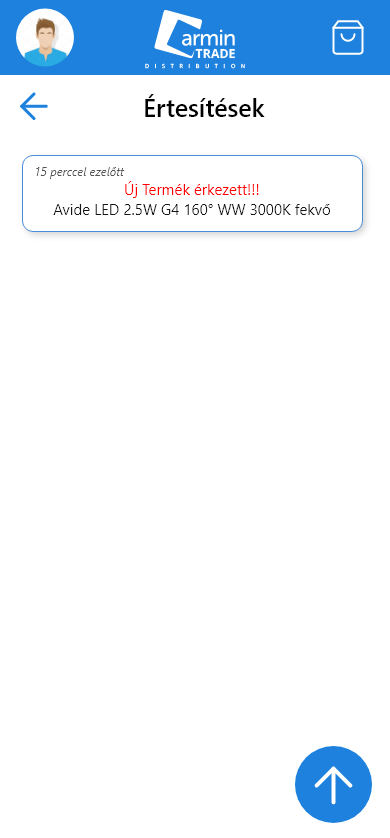 Carmin
TRADE
DISTRIBUTION
Értesítések
15 perccel ezelőtt
Új Termék érkezett!!!
Avide LED 2.5W G4 160° WW 3000K fekvő